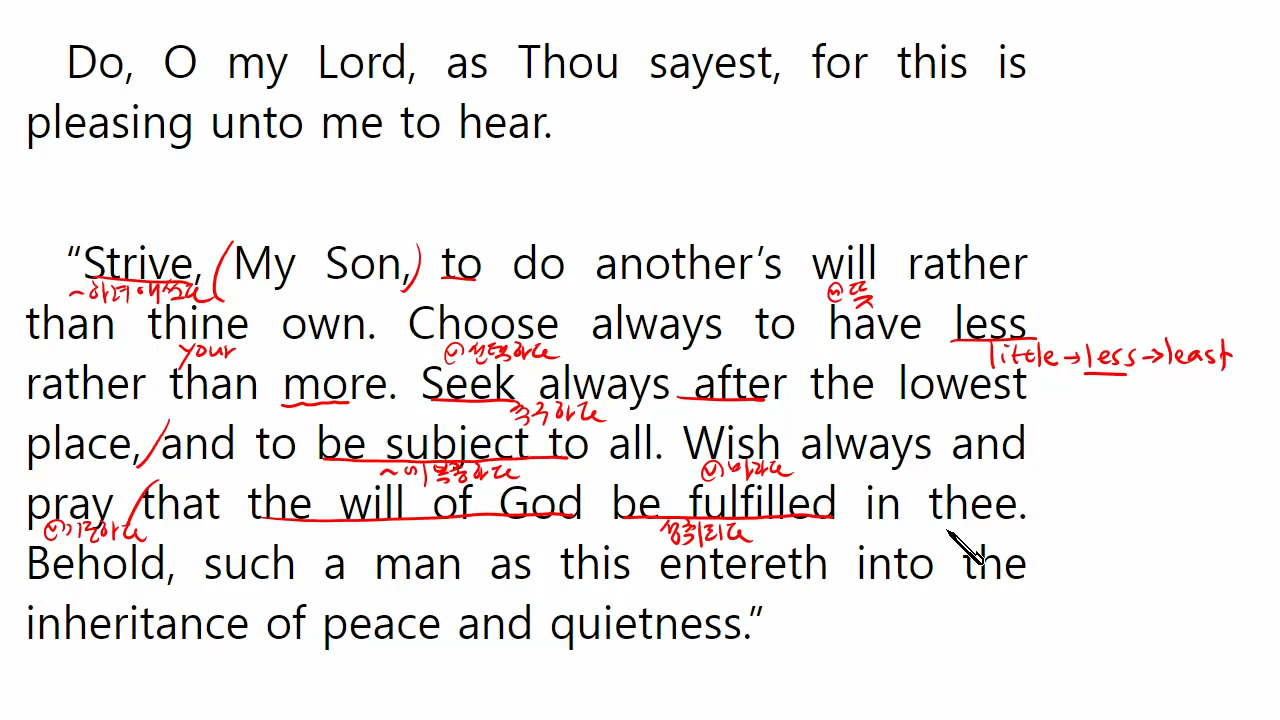 Do, O my Lord, as Thou sayest, for this is
pleasing unto me to hear.
“Strive, (My Son,) to do another’s will rather
~하려 애쓰다 ⓝ뜻
than thine own. Choose always to have less
your ⓥ선택하다 little→less→least
rather than more. Seek always after the lowest
추구하다
place, / and to be subject to all. Wish always and
~에 복종하다 ⓥ바라다
pray ( that the will of God be fulfilled in thee.
ⓥ기도하다 성취되다
Behold, such a man as this entereth into the
inheritance of peace and quietness.”